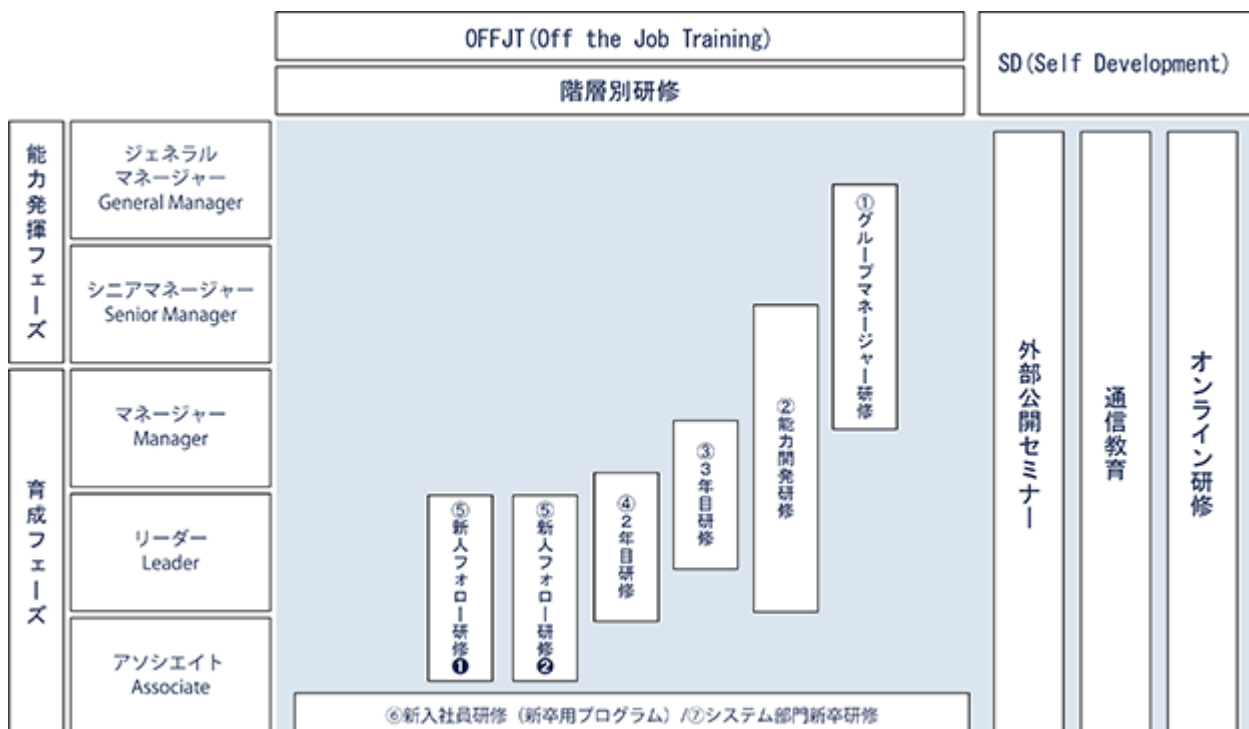 OFFJT(Off the Job Training)
SD(Self Development)
階層別研修
能力発揮フェーズ
ジェネラル
マネージャー
General Manager
シニアマネージャー
Senior Manager
育成フェーズ
マネージャー
Manager
リーダー
Leader
アソシエイト
Associate
⑤新人フォロー研修❶
⑤新人フォロー研修❷
④2年目研修
③3年目研修
②能力開発研修
①グループマネージャー研修
外部公開セミナー
通信教育
オンライン研修
⑥新入社員研修（新卒用プログラム）/⑦システム部門新卒研修